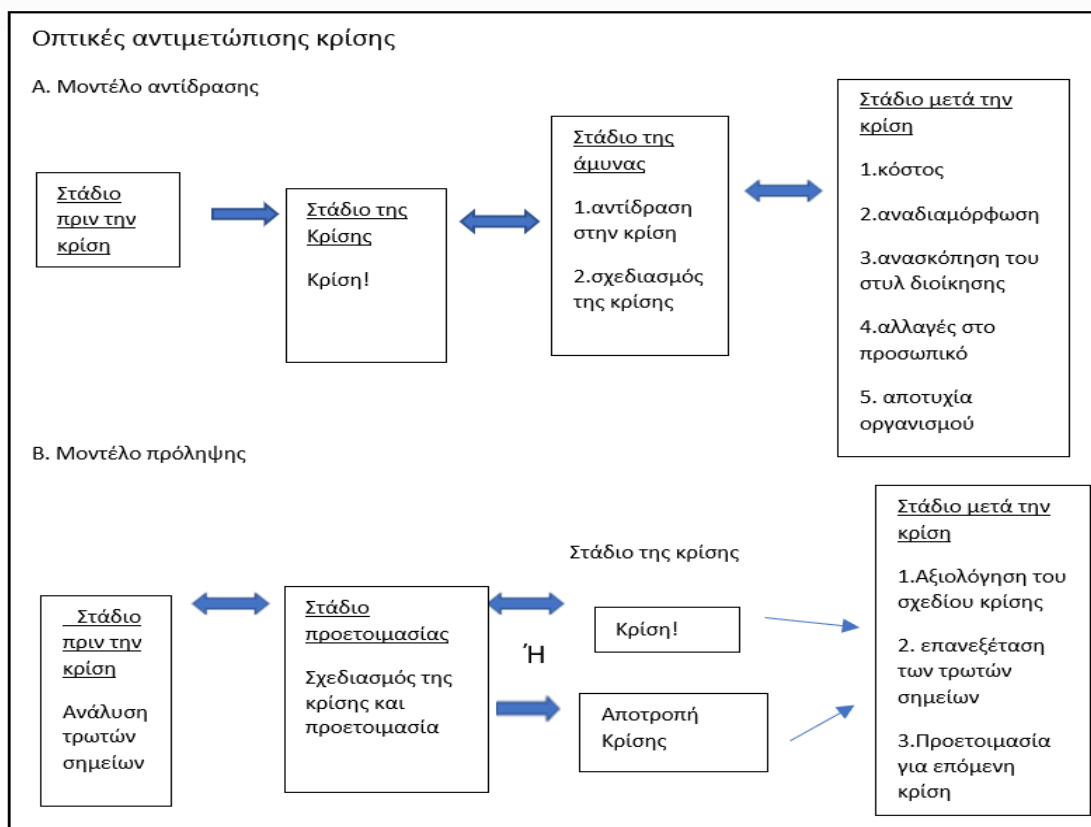 Οπτικές αντιμετώπισης κρίσης
Α. Μοντέλο αντίδρασης
Στάδιο
πριν την
κρίση
Στάδιο της
Κρίσης
Κρίση!
Στάδιο της
άμυνας
1.αντίδραση
στην κρίση
2.σχεδιασμός
της κρίσης
Στάδιο μετά την
κρίση
1.κόστος
2.αναδιαμόρφωση
3.ανασκόπηση του
στυλ διοίκησης
4.αλλαγές στο
προσωπικό
5. αποτυχία
οργανισμού
Β. Μοντέλο πρόληψης
Στάδιο
πριν την
κρίση
Ανάλυση
τρωτών
σημείων
Στάδιο
προετοιμασίας
Σχεδιασμός της
κρίσης και
προετοιμασία
Στάδιο της κρίσης
Κρίση!
Ή
Αποτροπή
Κρίσης
Στάδιο μετά την
κρίση
1.Αξιολόγηση του
σχεδίου κρίσης
2. επανεξέταση
των τρωτών
σημείων
3.Προετοιμασία
για επόμενη
κρίση